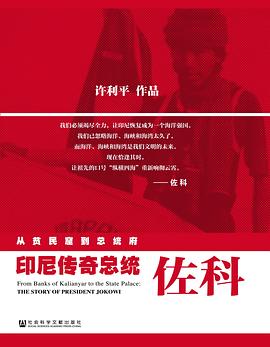 许利平 作品
我们必须竭尽全力，让印尼恢复成为一个海洋强国。
我们已忽略海洋、海峡和海湾太久了，
而海洋、海峡和海湾是我们文明的未来。
现在恰逢其时，
让祖先的口号“纵横四海”重新响彻云霄。
——佐科
从贫民窟到总统府
印尼传奇总统
佐科
From Banks of Kalianyar to the State Palace:
THE STORY OF PRESIDENT JOKOWI
社会科学文献出版社
SOCIAL SCIENCES ACADEMIC PRESS (CHINA)